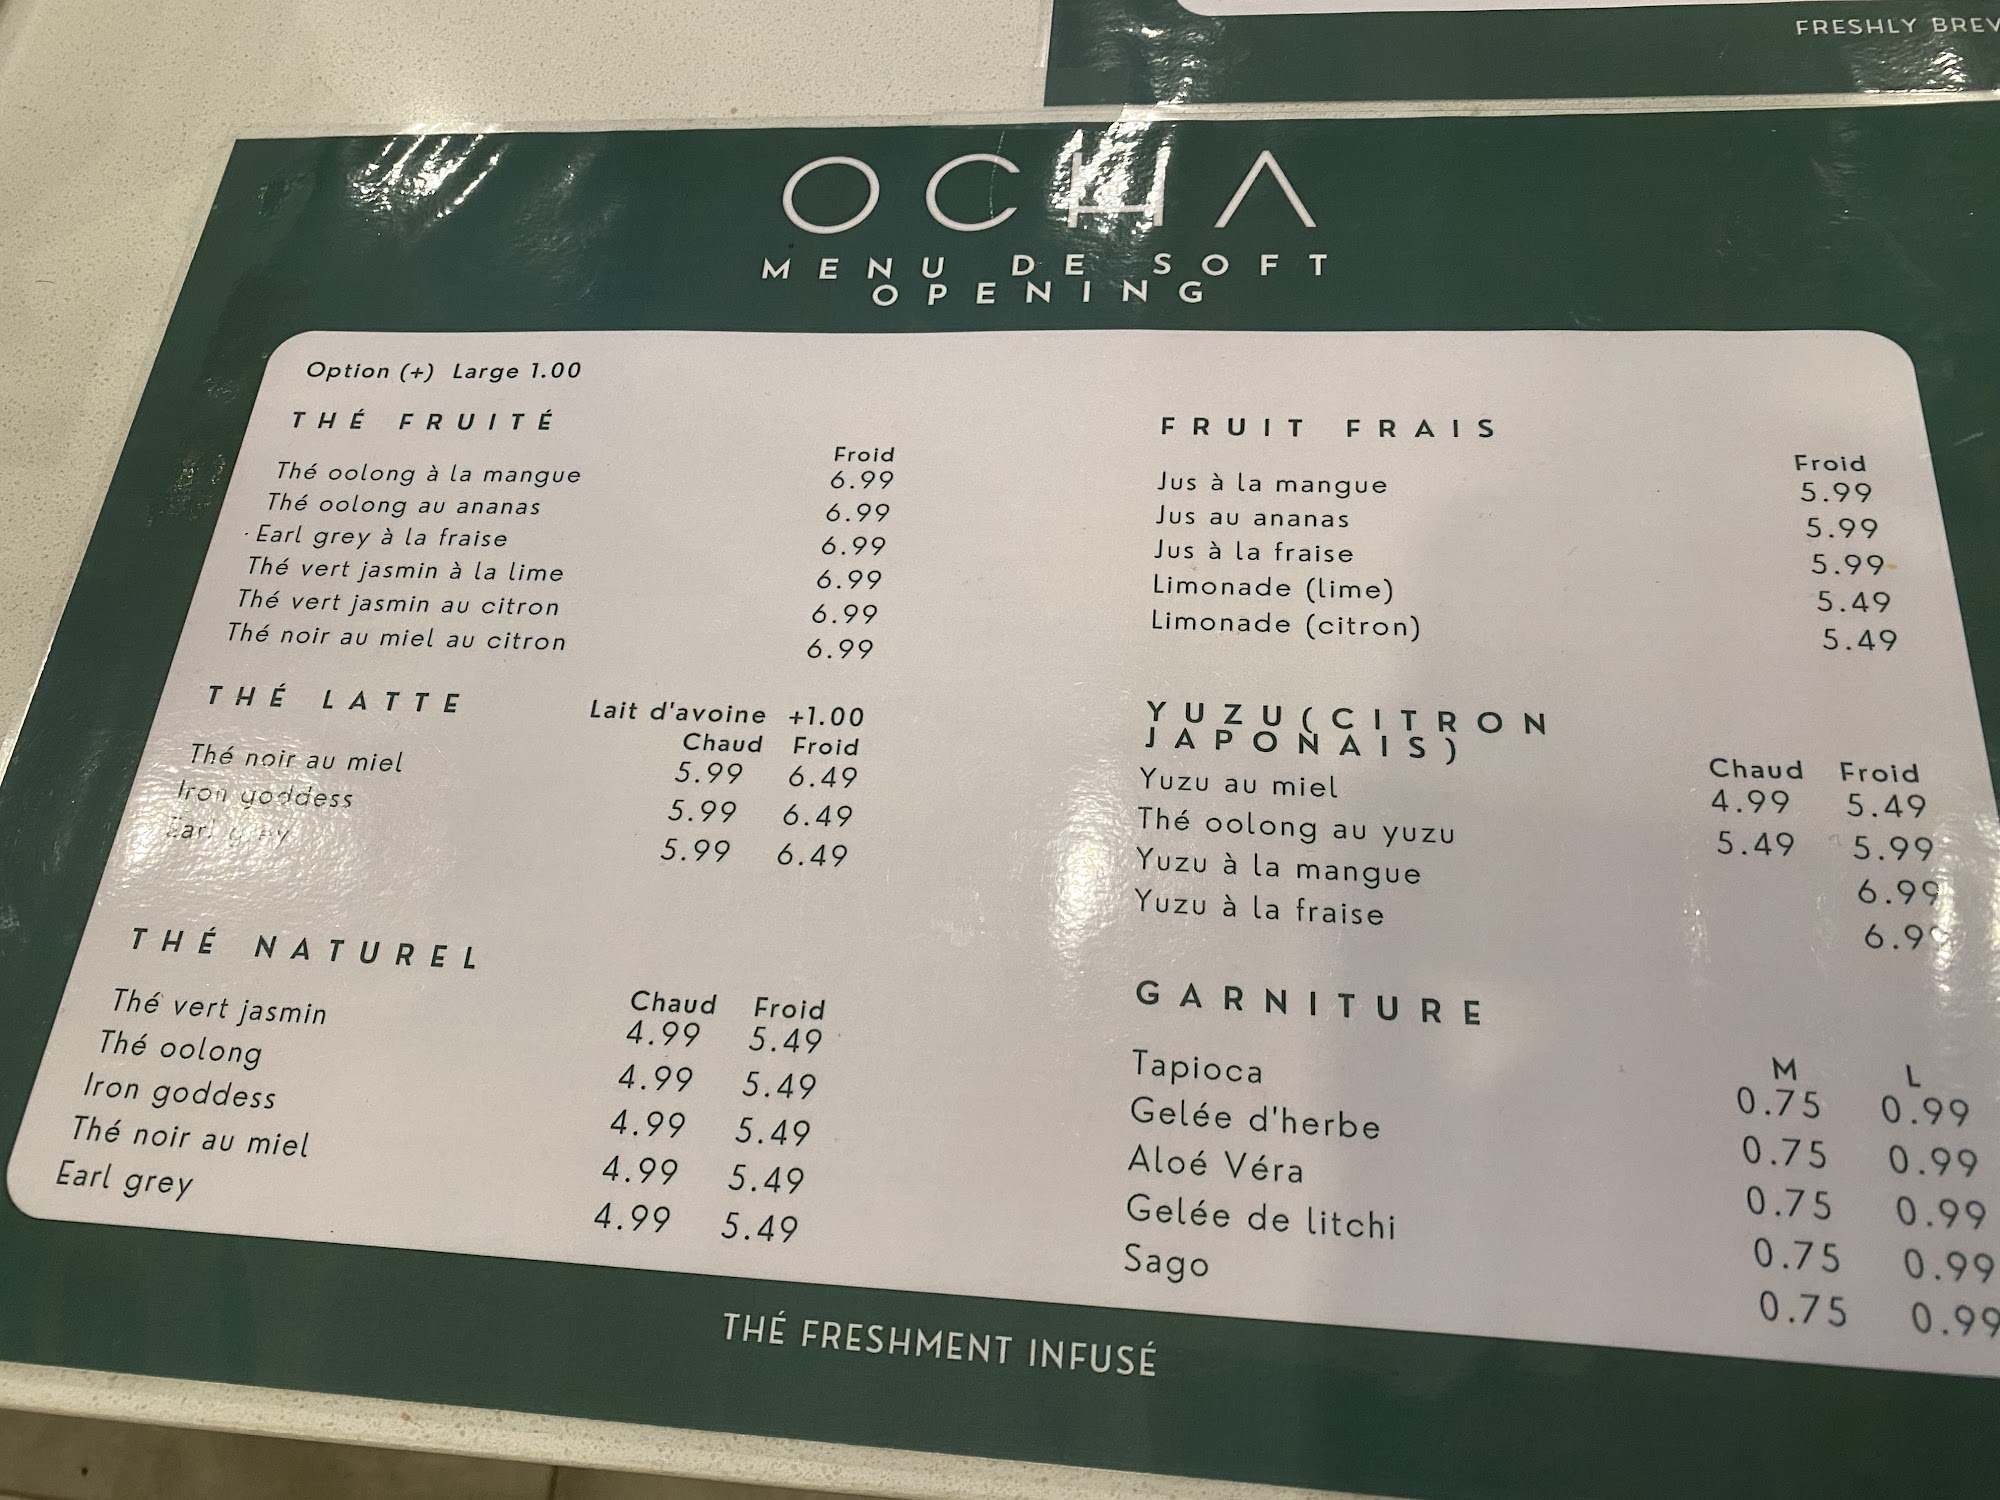 FRESHLY BREW
OCHA
MENU DE SOFT
OPENING
Option (+) Large 1.00
THÉ FRUITÉ
Froid
Thé oolong à la mangue 6.99
Thé oolong au ananas 6.99
Earl grey à la fraise 6.99
Thé vert jasmin à la lime 6.99
Thé vert jasmin au citron 6.99
Thé noir au miel au citron 6.99
THÉ LATTE Lait d'avoine +1.00
Chaud Froid
Thé noir au miel 5.99 6.49
Iron goddess 5.99 6.49
Earl grey 5.99 6.49
THÉ NATUREL
Chaud Froid
Thé vert jasmin 4.99 5.49
Thé oolong 4.99 5.49
Iron goddess 4.99 5.49
Thé noir au miel 4.99 5.49
Earl grey 4.99 5.49
FRUIT FRAIS
Froid
Jus à la mangue 5.99
Jus au ananas 5.99
Jus à la fraise 5.99
Limonade (lime) 5.49
Limonade (citron) 5.49
YUZU(CITRON
JAPONAIS)
Chaud Froid
Yuzu au miel 4.99 5.49
Thé oolong au yuzu 5.49 5.99
Yuzu à la mangue 6.99
Yuzu à la fraise 6.99
GARNITURE
M L
Tapioca 0.75 0.99
Gelée d'herbe 0.75 0.99
Aloé Véra 0.75 0.99
Gelée de litchi 0.75 0.99
Sago 0.75 0.99
THÉ FRESHMENT INFUSÉ